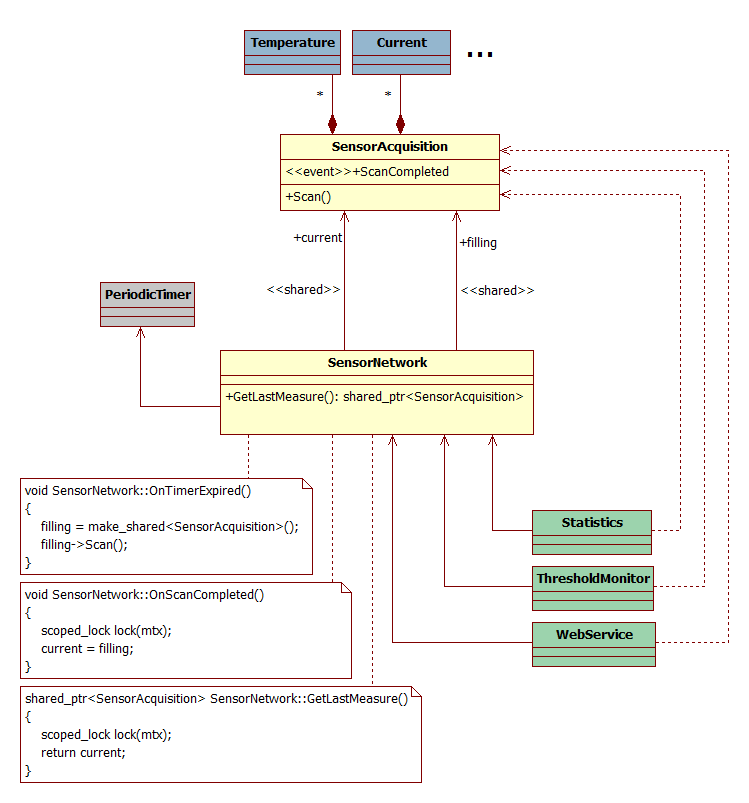 Temperature
Current
...
*
*
SensorAcquisition
<<event>>+ScanCompleted
+Scan()
+current
+filling
<<shared>>
<<shared>>
PeriodicTimer
SensorNetwork
+GetLastMeasure(): shared_ptr<SensorAcquisition>
void SensorNetwork::OnTimerExpired()
{
filling = make_shared<SensorAcquisition>();
filling->Scan();
}
void SensorNetwork::OnScanCompleted()
{
scoped_lock lock(mtx);
current = filling;
}
shared_ptr<SensorAcquisition> SensorNetwork::GetLastMeasure()
{
scoped_lock lock(mtx);
return current;
}
Statistics
ThresholdMonitor
WebService